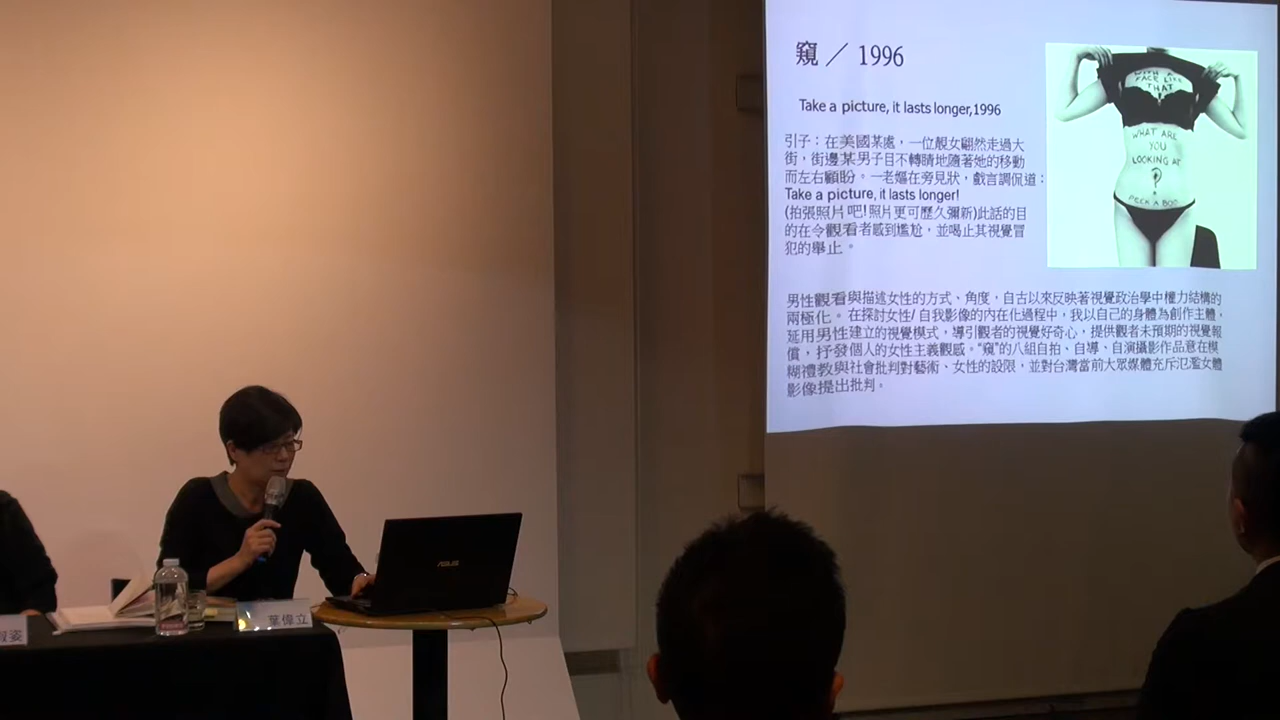 窺／ 1996
Take a picture, it lasts longer,1996
引子：在美國某處，一位靚女翩然走過大
街，街邊某男子目不轉睛地隨著她的移動
而左右顧盼。一老嫗在旁見狀，戲言調侃道：
Take a picture, it lasts longer!
(拍張照片吧!照片更可歷久彌新)此話的目
的在令觀看者感到尷尬，並喝止其視覺冒
犯的舉止。
FACE LIKE
THAT
WHAT ARE
YOU
LOOKING AT
?
PEEK A BOO
男性觀看與描述女性的方式、角度，自古以來反映著視覺政治學中權力結構的
兩極化。在探討女性/自我影像的內在化過程中，我以自己的身體為創作主體，
延用男性建立的視覺模式，導引觀者的視覺好奇心，提供觀者未預期的視覺報
償，抒發個人的女性主義觀感。“窺”的八組自拍、自導、自演攝影作品意在模
糊禮教與社會批判對藝術、女性的設限，並對台灣當前大眾媒體充斥氾濫女體
影像提出批判。
ASUS
葉偉立
淑姿